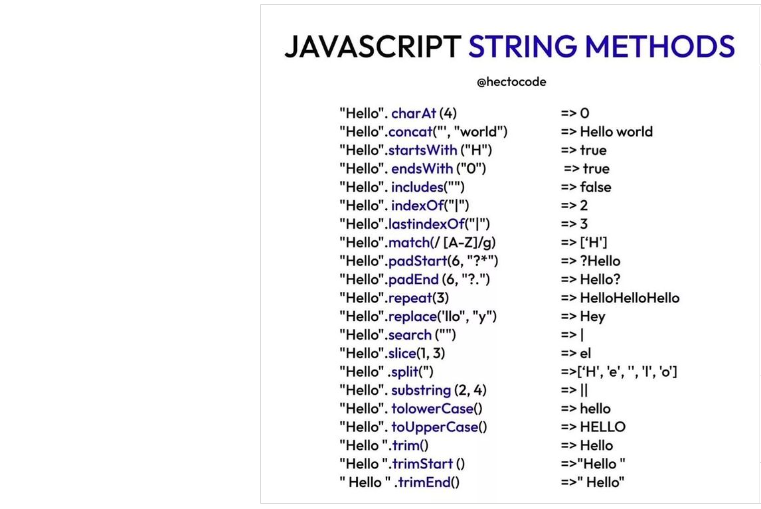 JAVASCRIPT STRING METHODS
@hectocode
"Hello". charAt (4) => 0
"Hello".concat("', "world") => Hello world
"Hello".startsWith ("H") => true
"Hello". endsWith ("0") => true
"Hello". includes("") => false
"Hello". indexOf("|") => 2
"Hello".lastindexOf("|") => 3
"Hello".match(/ [A-Z]/g) => ['H']
"Hello".padStart(6, "?*") => ?Hello
"Hello".padEnd (6, "?.") => Hello?
"Hello".repeat(3) => HelloHelloHello
"Hello".replace('llo", "y") => Hey
"Hello".search ("") => |
"Hello".slice(1, 3) => el
"Hello" .split(") =>['H', 'e', '', 'l', 'o']
"Hello". substring (2, 4) => ||
"Hello". tolowerCase() => hello
"Hello". toUpperCase() => HELLO
"Hello ".trim() => Hello
"Hello ".trimStart () =>"Hello "
" Hello " .trimEnd() =>" Hello"